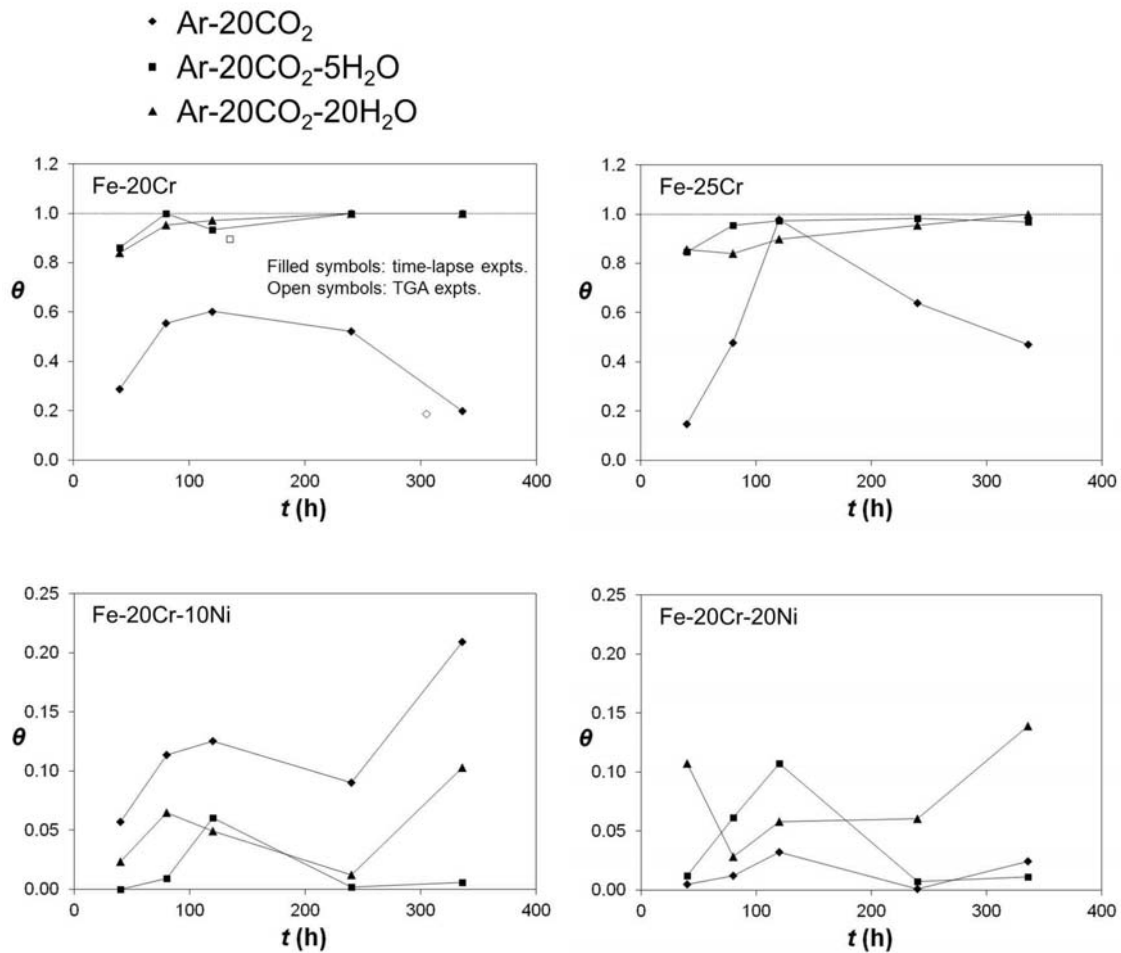 Ar-20CO₂
Ar-20CO₂-5H₂O
Ar-20CO₂-20H₂O
Fe-20Cr
1.2
1.0
0.8
0.6
0.4
0.2
0.0
θ
Filled symbols: time-lapse expts.
Open symbols: TGA expts.
0 100 200 300 400
t (h)
Fe-25Cr
1.2
1.0
0.8
0.6
0.4
0.2
0.0
θ
0 100 200 300 400
t (h)
Fe-20Cr-10Ni
0.25
0.20
0.15
0.10
0.05
0.00
θ
0 100 200 300 400
t (h)
Fe-20Cr-20Ni
0.25
0.20
0.15
0.10
0.05
0.00
θ
0 100 200 300 400
t (h)